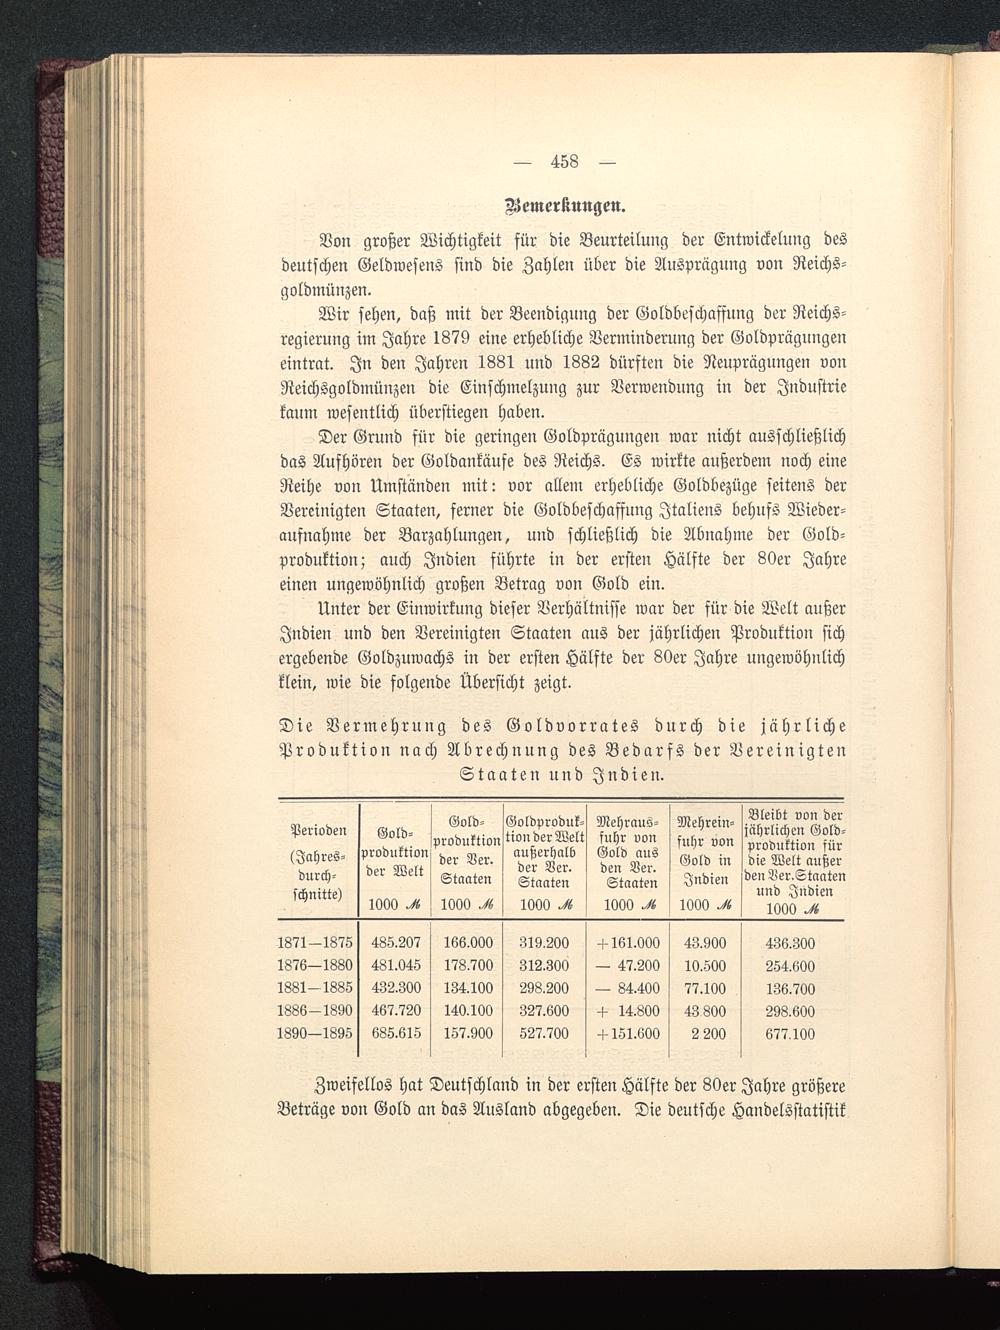 — 458 —
Bemerkungen.
Von großer Wichtigkeit für die Beurteilung der Entwickelung des
deutschen Geldwesens sind die Zahlen über die Ausprägung von Reichs-
goldmünzen.
Wir sehen, daß mit der Beendigung der Goldbeschaffung der Reichs-
regierung im Jahre 1879 eine erhebliche Verminderung der Goldprägungen
eintrat. In den Jahren 1881 und 1882 dürften die Neuprägungen von
Reichsgoldmünzen die Einschmelzung zur Verwendung in der Industrie
kaum wesentlich überstiegen haben.
Der Grund für die geringen Goldprägungen war nicht ausschließlich
das Aufhören der Goldankäufe des Reichs. Es wirkte außerdem noch eine
Reihe von Umständen mit: vor allem erhebliche Goldbezüge seitens der
Vereinigten Staaten, ferner die Goldbeschaffung Italiens behufs Wieder-
aufnahme der Barzahlungen, und schließlich die Abnahme der Gold-
produktion; auch Indien führte in der ersten Hälfte der 80er Jahre
einen ungewöhnlich großen Betrag von Gold ein.
Unter der Einwirkung dieser Verhältnisse war der für die Welt außer
Indien und den Vereinigten Staaten aus der jährlichen Produktion sich
ergebende Goldzuwachs in der ersten Hälfte der 80er Jahre ungewöhnlich
klein, wie die folgende Übersicht zeigt.
Die Vermehrung des Goldvorrates durch die jährliche
Produktion nach Abrechnung des Bedarfs der Vereinigten
Staaten und Indien.
Perioden
(Jahres-
durch-
schnitte)
Gold-
produktion
der Welt
1000 ℳ
Gold-
produktion
der Ver.
Staaten
1000 ℳ
Goldproduk-
tion der Welt
außerhalb
der Ver.
Staaten
1000 ℳ
Mehraus-
fuhr von
Gold aus
den Ver.
Staaten
1000 ℳ
Mehrein-
fuhr von
Gold in
Indien
1000 ℳ
Bleibt von der
jährlichen Gold-
produktion für
die Welt außer
den Ver. Staaten
und Indien
1000 ℳ
1871—1875 485.207 166.000 319.200 +161.000 43.900 436.300
1876—1880 481.045 178.700 312.300 — 47.200 10.500 254.600
1881—1885 432.300 134.100 298.200 — 84.400 77.100 136.700
1886—1890 467.720 140.100 327.600 + 14.800 43.800 298.600
1890—1895 685.615 157.900 527.700 +151.600 2 200 677.100
Zweifellos hat Deutschland in der ersten Hälfte der 80er Jahre größere
Beträge von Gold an das Ausland abgegeben. Die deutsche Handelsstatistik